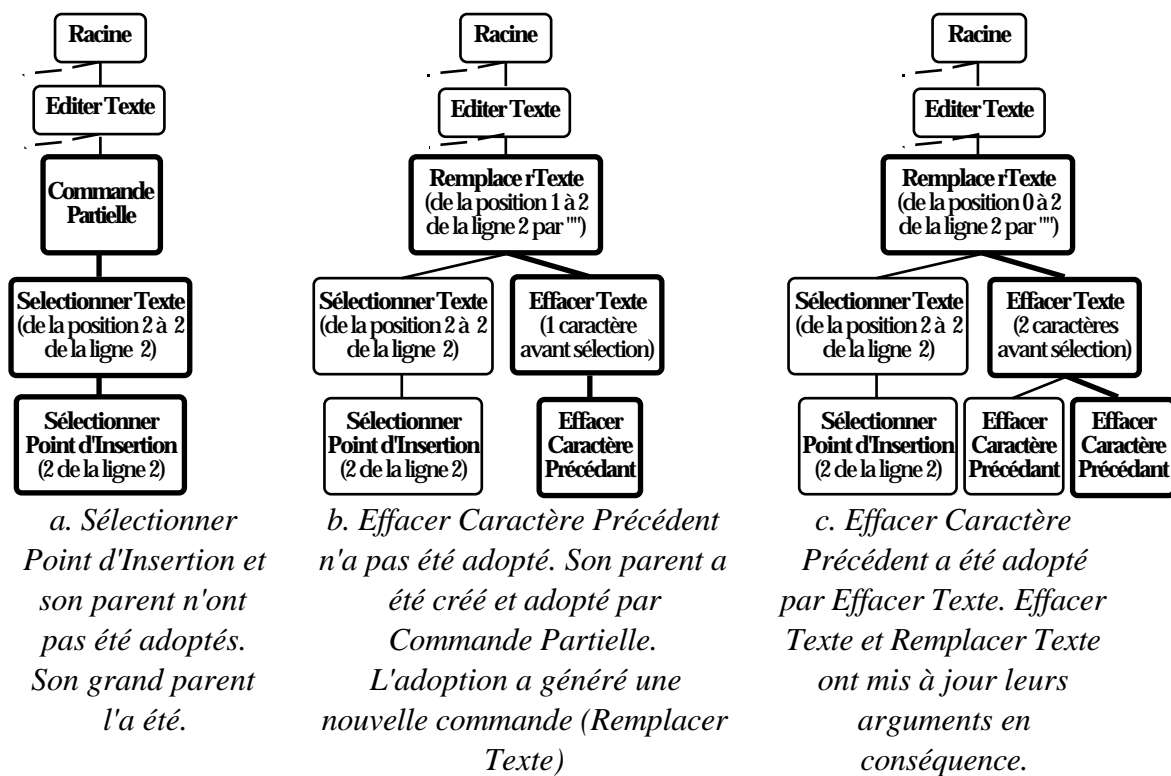 Racine
Editer Texte
Commande
Partielle
Selectionner Texte
(de la position 2 à 2
de la ligne 2)
Sélectionner
Point d'Insertion
(2 de la ligne 2)
a. Sélectionner
Point d'Insertion et
son parent n'ont
pas été adoptés.
Son grand parent
l'a été.
Racine
Editer Texte
Remplace rTexte
(de la position 1 à 2
de la ligne 2 par "")
Sélectionner Texte
(de la position 2 à 2
de la ligne 2)
Effacer Texte
(1 caractère
avant sélection)
Sélectionner
Point d'Insertion
(2 de la ligne 2)
Effacer
Caractère
Précédant
b. Effacer Caractère Précédent
n'a pas été adopté. Son parent a
été créé et adopté par
Commande Partielle.
L'adoption a généré une
nouvelle commande (Remplacer
Texte)
Racine
Editer Texte
Remplace rTexte
(de la position 0 à 2
de la ligne 2 par "")
Sélectionner Texte
(de la position 2 à 2
de la ligne 2)
Effacer Texte
(2 caractères
avant sélection)
Sélectionner
Point d'Insertion
(2 de la ligne 2)
Effacer
Caractère
Précédant
Effacer
Caractère
Précédant
c. Effacer Caractère
Précédent a été adopté
par Effacer Texte. Effacer
Texte et Remplacer Texte
ont mis à jour leurs
arguments en
conséquence.